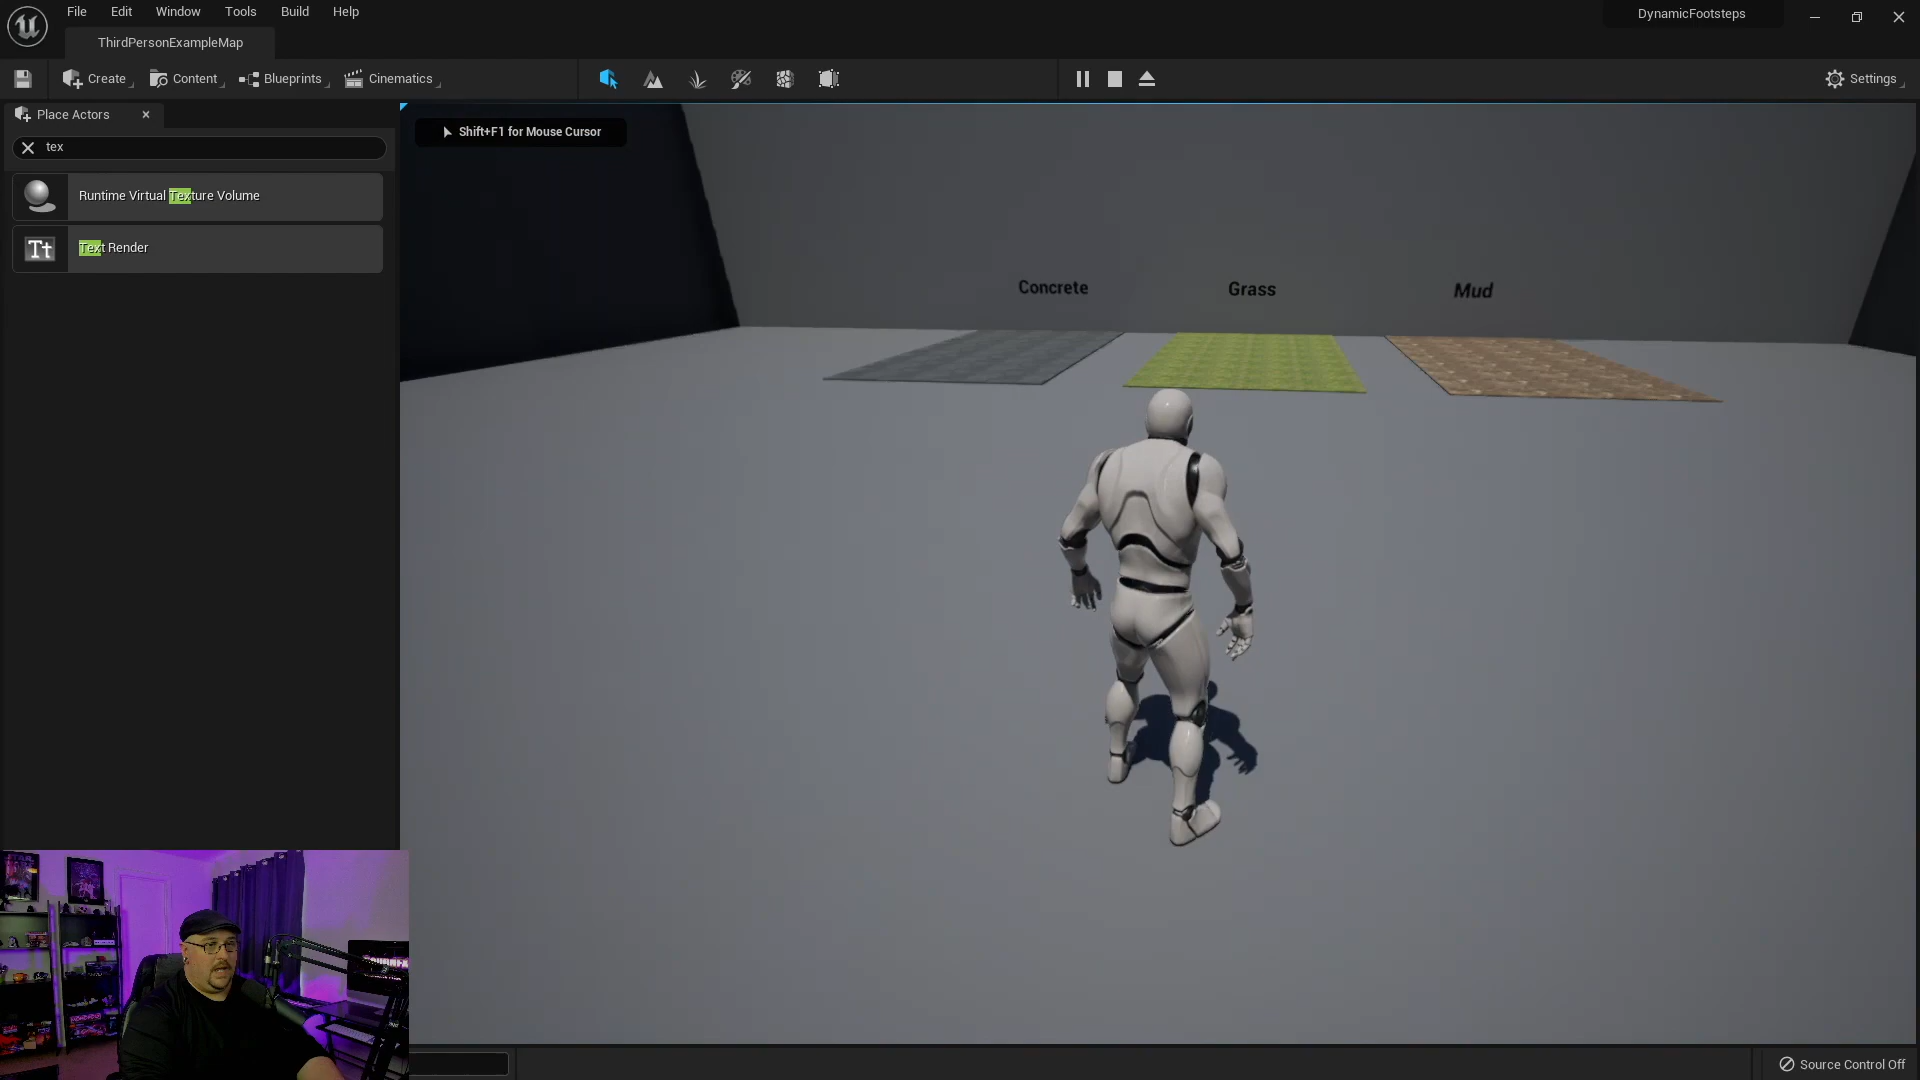 File Edit Window Tools Build Help
DynamicFootsteps
ThirdPersonExampleMap
Create Content Blueprints Cinematics
Settings
Place Actors
tex
Shift+F1 for Mouse Cursor
Runtime Virtual Texture Volume
Tt Text Render
Concrete Grass Mud
Source Control Off